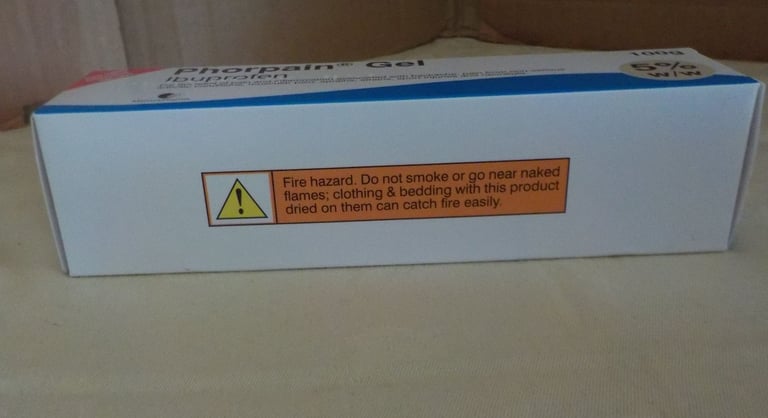 Phorpain® Gel
100g
Ibuprofen
5%
w/w
Fire hazard. Do not smoke or go near naked
flames; clothing & bedding with this product
dried on them can catch fire easily.